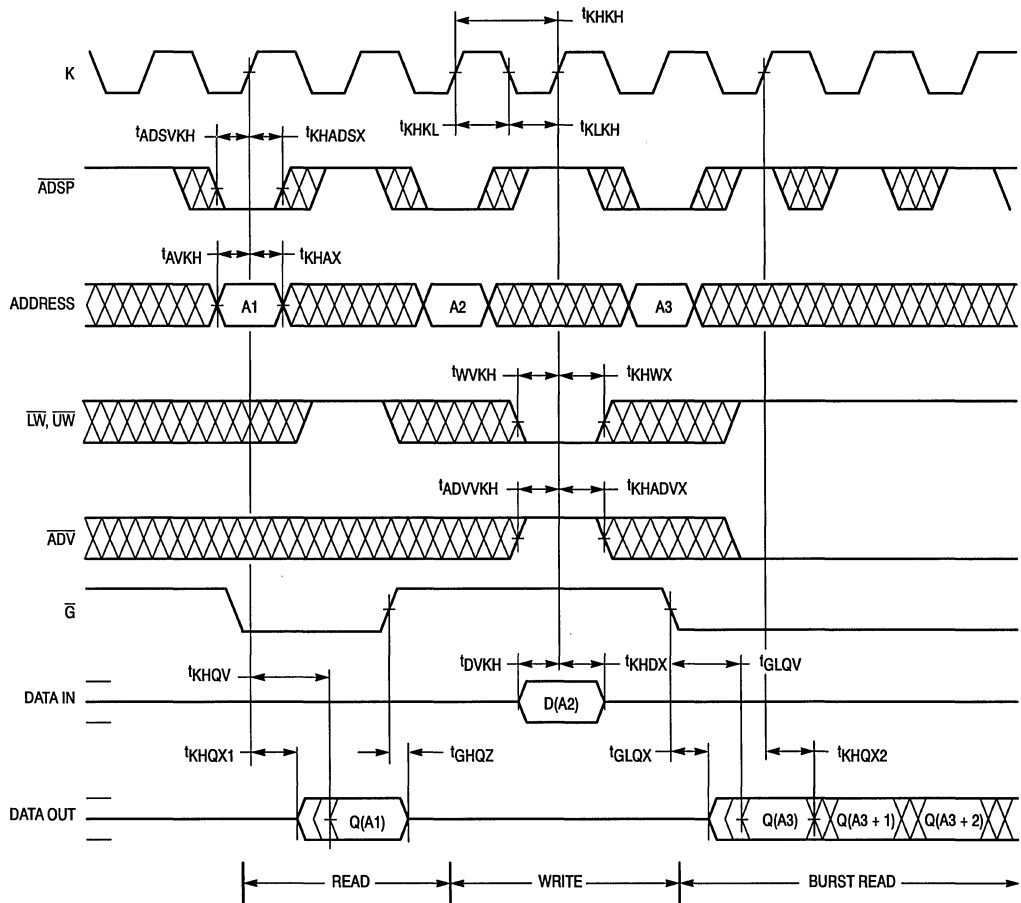 tKHKH
K
tKHKL tKLKH
tADSVKH tKHADSX
ADSP
tAVKH tKHAX
ADDRESS A1 A2 A3
tWVKH tKHWX
LW, UW
tADVVKH tKHADVX
ADV
G
tKHQV tDVKH tKHDX tGLQV
DATA IN D(A2)
tKHQX1 tGHQZ tGLQX tKHQX2
DATA OUT Q(A1) Q(A3) Q(A3 + 1) Q(A3 + 2)
READ WRITE BURST READ